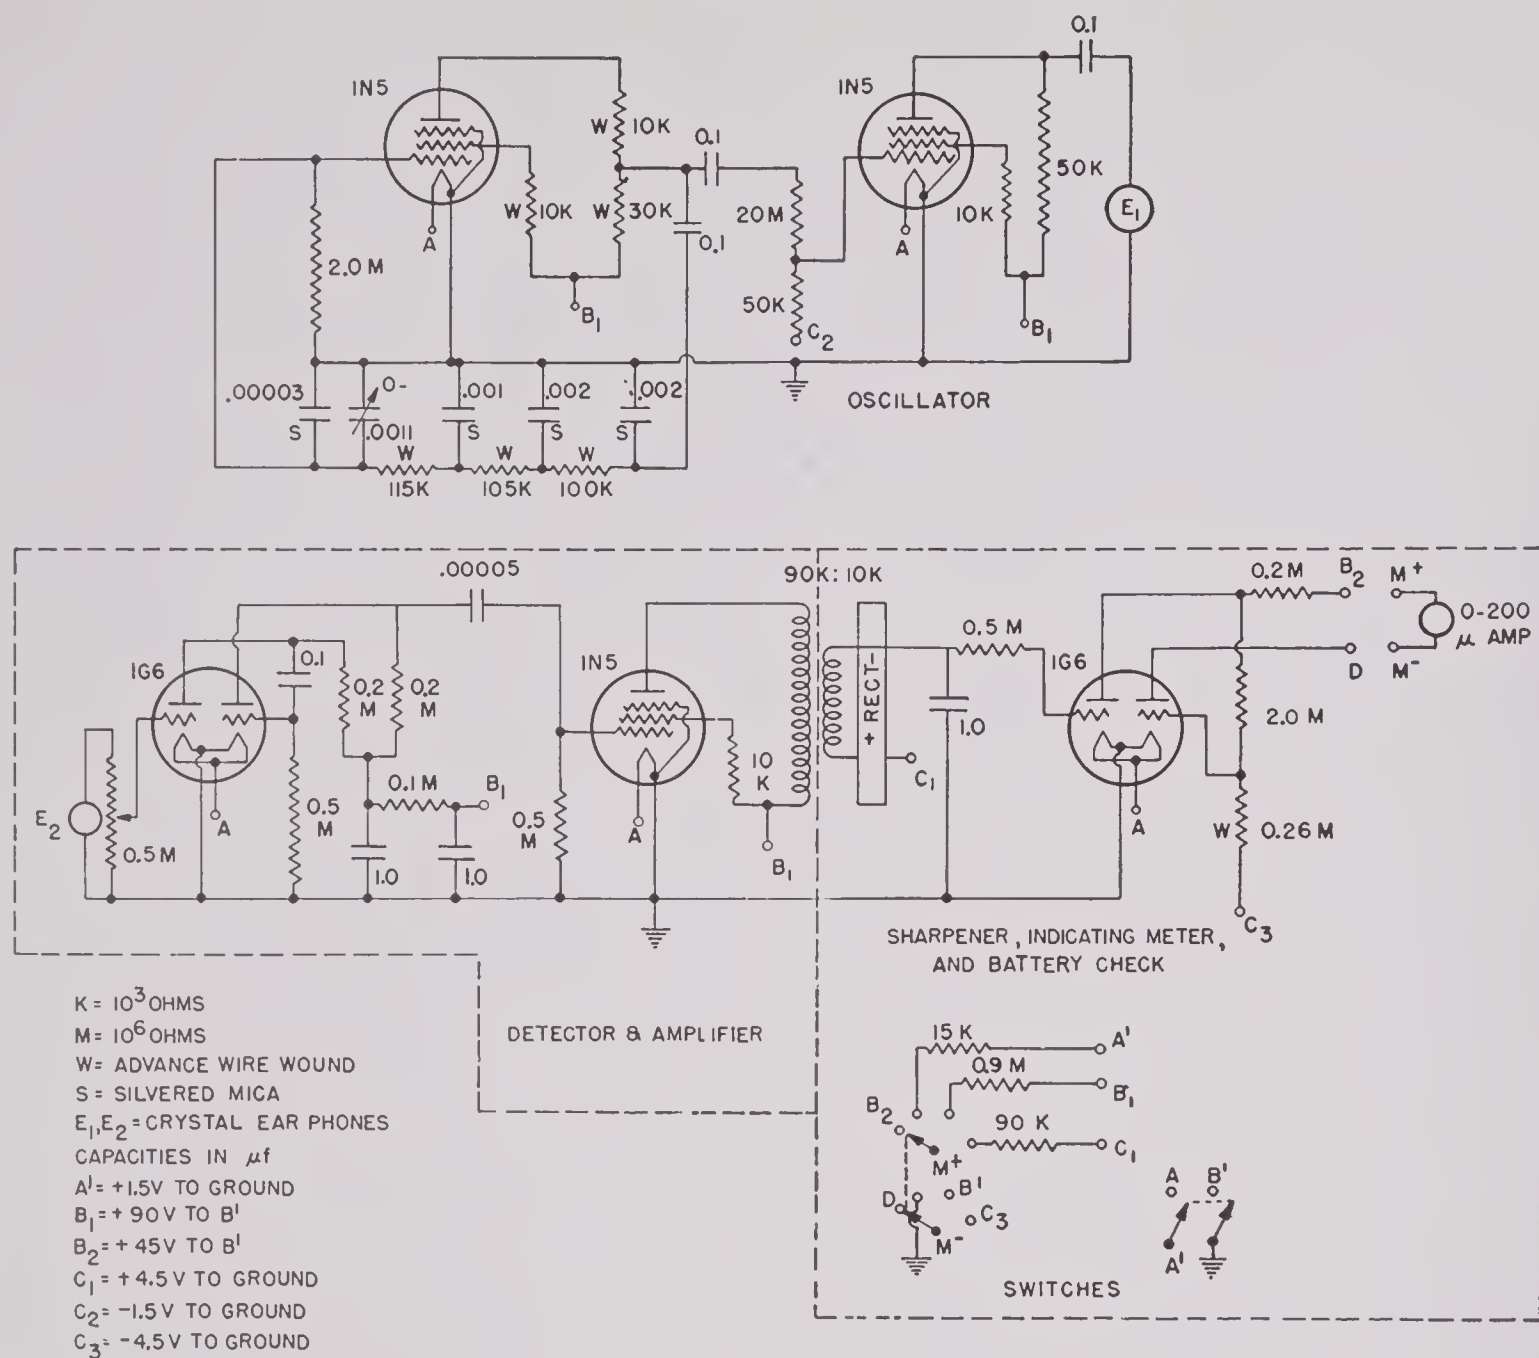 0.1
1N5
W 10K
0.1
W 10K
W 30K
0.1
A
2.0 M
B1
1N5
20M
50K
C2
10K
50K
A
B1
E1
.00003
S
0-
.0011
.001
S
.002
S
.002
S
W
115K
W
105K
W
100K
OSCILLATOR
.00005
90K:10K
1G6
0.1
0.2 M
0.2 M
E2
0.5M
A
0.5 M
0.1 M
B1
1.0
1.0
1N5
0.5 M
A
10 K
B1
+ RECT -
C1
0.5 M
1.0
1G6
0.2 M
B2
M+
0-200
μ AMP
D
M-
2.0 M
A
W 0.26 M
C3
SHARPENER, INDICATING METER,
AND BATTERY CHECK
DETECTOR & AMPLIFIER
K = 10³ OHMS
M = 10⁶ OHMS
W = ADVANCE WIRE WOUND
S = SILVERED MICA
E1, E2 = CRYSTAL EAR PHONES
CAPACITIES IN μf
A' = +1.5V TO GROUND
B1 = +90V TO B'
B2 = +45V TO B'
C1 = +4.5V TO GROUND
C2 = -1.5V TO GROUND
C3 = -4.5V TO GROUND
15 K
A'
0.9 M
B1
B2
90 K
C1
M+
D
B'
C3
M-
A
B'
A'
SWITCHES